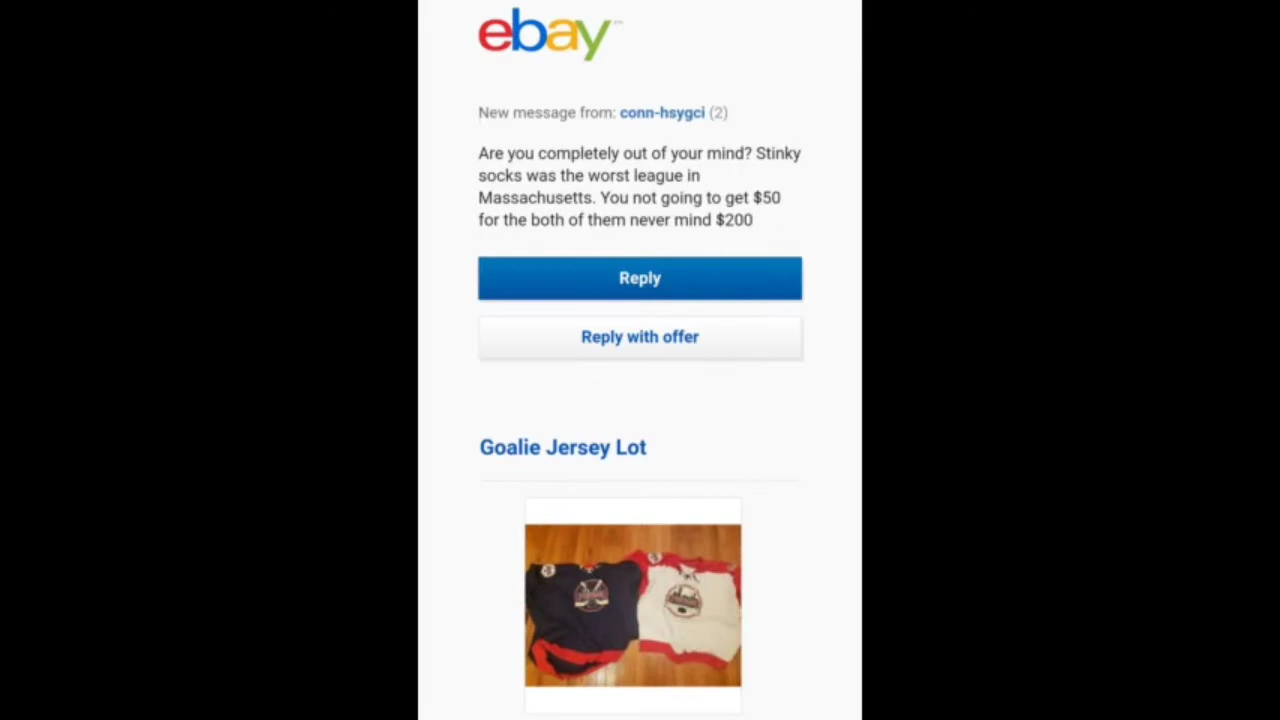 ebay
New message from: conn-hsygci (2)
Are you completely out of your mind? Stinky
socks was the worst league in
Massachusetts. You not going to get $50
for the both of them never mind $200
Reply
Reply with offer
Goalie Jersey Lot